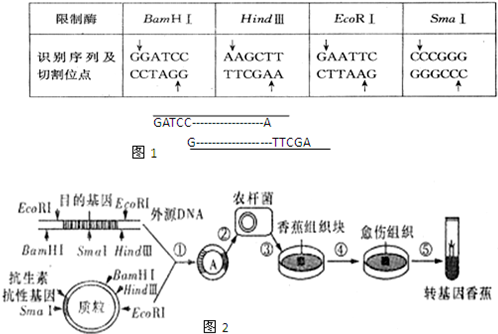 限制酶 BamH Ⅰ Hind Ⅲ EcoR Ⅰ Sma Ⅰ
识别序列及切割位点
GGATCC AAGCTT GAATTC CCCGGG
CCTAGG TTCGAA CTTAAG GGGCCC
GATCC------------------A
G-------------------TTCGA
图 1
目的基因
EcoRI EcoRI
外源DNA
BamHI SmaI HindⅢ
抗生素
抗性基因
SmaI
质粒
BamHⅠ
HindⅢ
EcoRI
①
A
②
农杆菌
③
香蕉组织块
④
愈伤组织
⑤
转基因香蕉
图 2